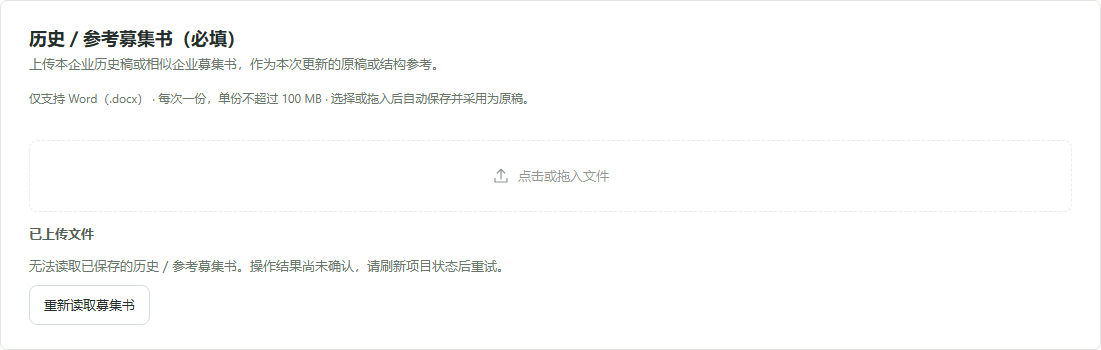 历史 / 参考募集书（必填）
上传本企业历史稿或相似企业募集书，作为本次更新的原稿或结构参考。
仅支持 Word（.docx） · 每次一份，单份不超过 100 MB · 选择或拖入后自动保存并采用为原稿。
点击或拖入文件
已上传文件
无法读取已保存的历史 / 参考募集书。操作结果尚未确认，请刷新项目状态后重试。
重新读取募集书